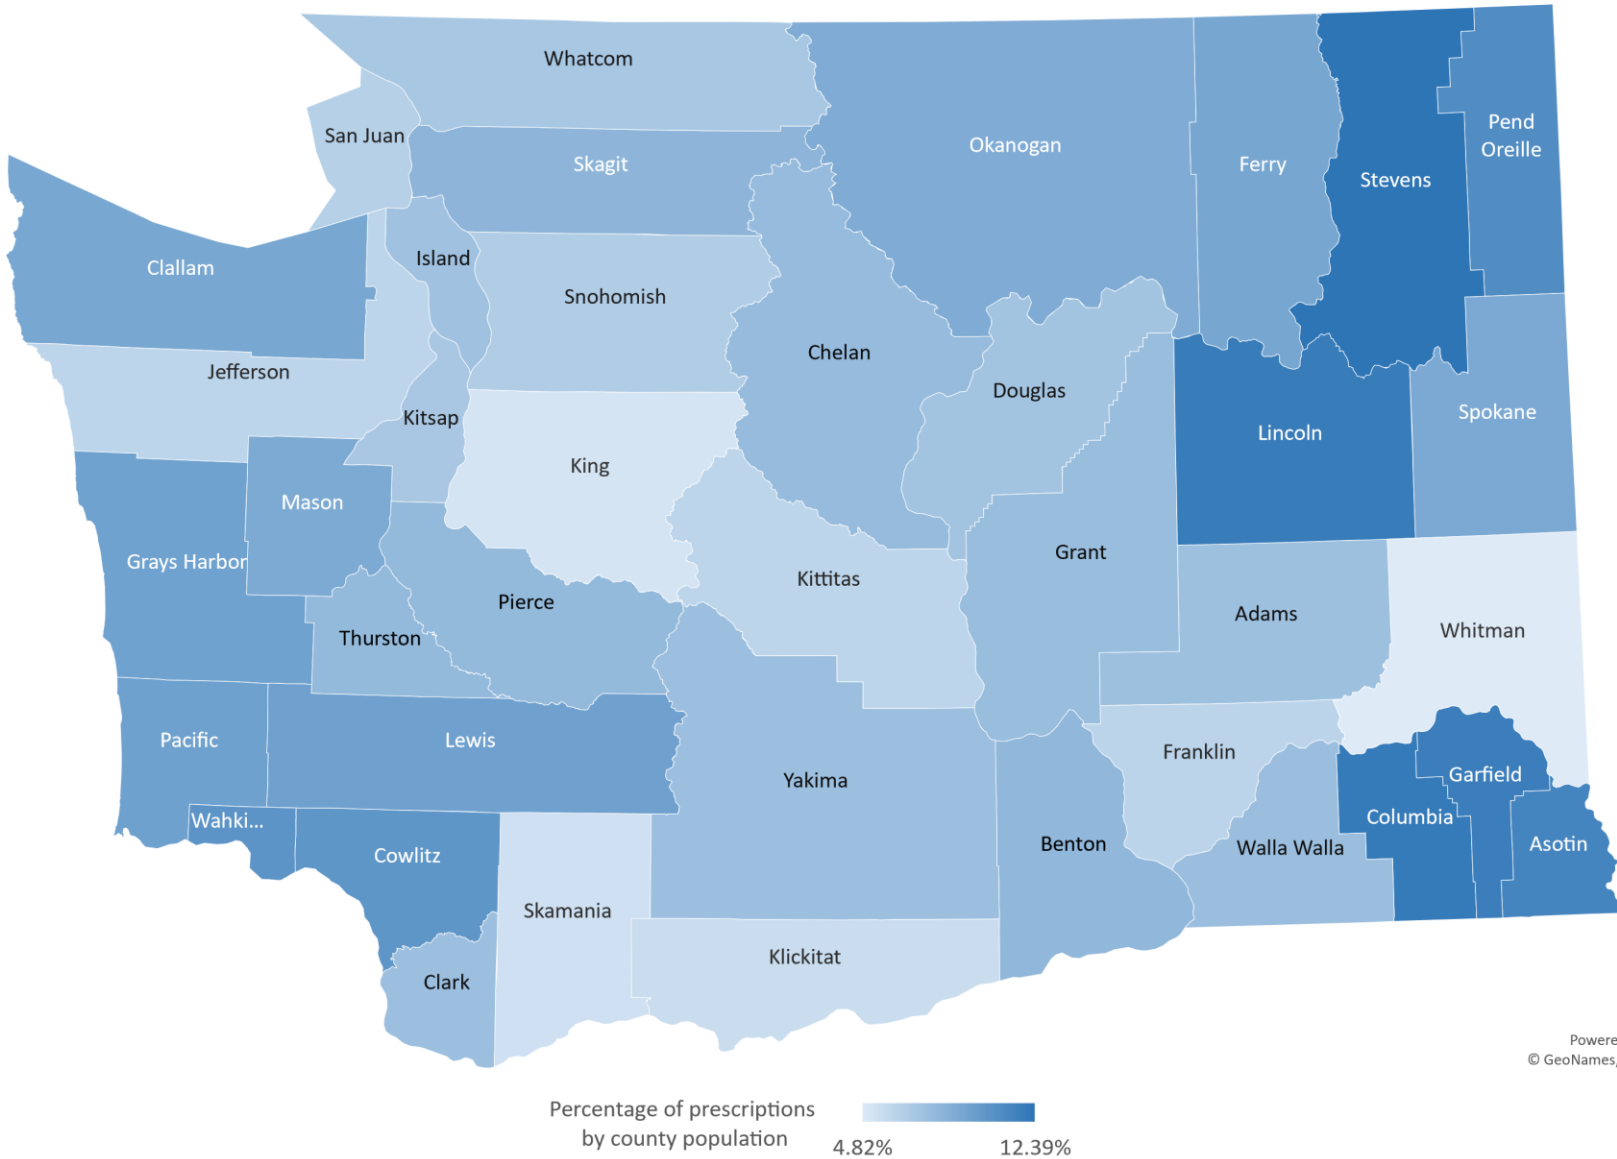 Whatcom
San Juan
Skagit
Okanogan
Ferry
Stevens
Pend
Oreille
Clallam
Island
Snohomish
Chelan
Jefferson
Douglas
Kitsap
King
Lincoln
Spokane
Mason
Grays Harbor
Grant
Kittitas
Pierce
Adams
Whitman
Thurston
Pacific
Lewis
Franklin
Yakima
Garfield
Wahki...
Columbia
Cowlitz
Benton
Walla Walla
Asotin
Skamania
Klickitat
Clark
Powere
© GeoNames,
Percentage of prescriptions
by county population
4.82%
12.39%